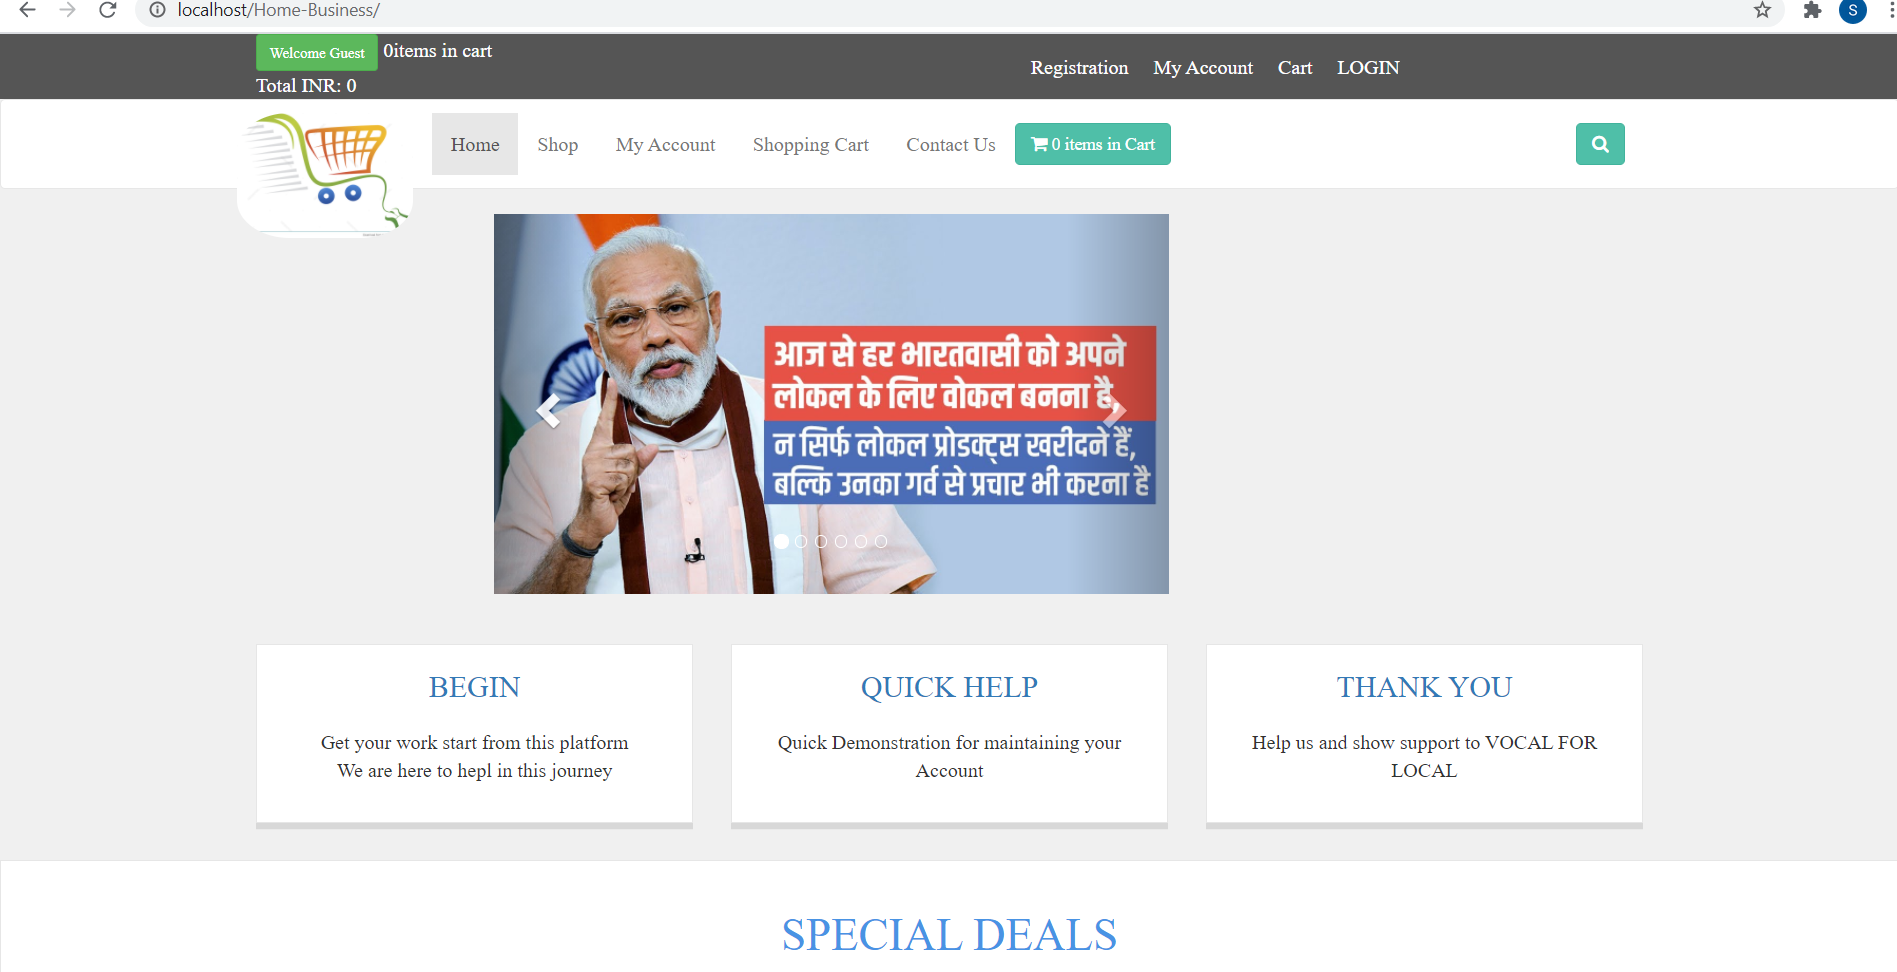 localhost/Home-Business/
S
Welcome Guest 0items in cart
Total INR: 0
Registration My Account Cart LOGIN
Home Shop My Account Shopping Cart Contact Us 0 items in Cart
आज से हर भारतवासी को अपने
लोकल के लिए वोकल बनना है,
न सिर्फ लोकल प्रोडक्ट्स खरीदने हैं,
बल्कि उनका गर्व से प्रचार भी करना है
BEGIN
Get your work start from this platform
We are here to hepl in this journey
QUICK HELP
Quick Demonstration for maintaining your
Account
THANK YOU
Help us and show support to VOCAL FOR
LOCAL
SPECIAL DEALS